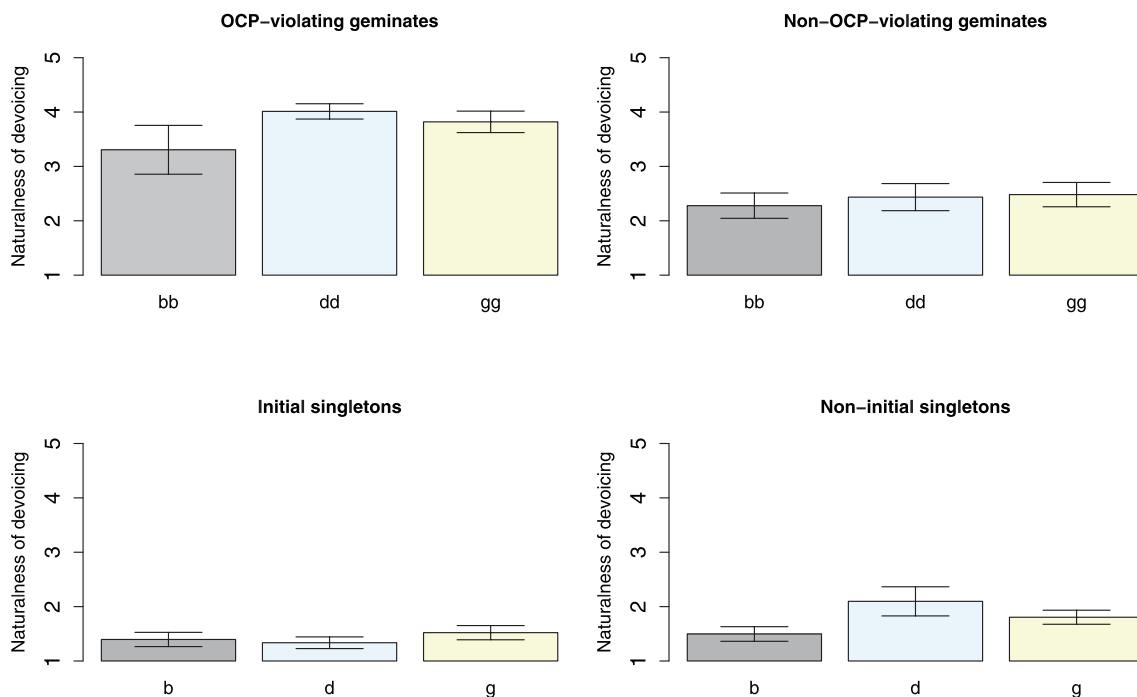 OCP−violating geminates
Naturalness of devoicing
5
4
3
2
1
bb dd gg
Non−OCP−violating geminates
Naturalness of devoicing
5
4
3
2
1
bb dd gg
Initial singletons
Naturalness of devoicing
5
4
3
2
1
b d g
Non−initial singletons
Naturalness of devoicing
5
4
3
2
1
b d g